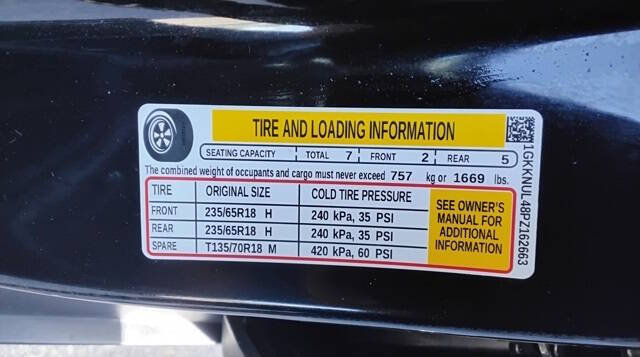 TIRE AND LOADING INFORMATION
SEATING CAPACITY TOTAL 7 FRONT 2 REAR 5
The combined weight of occupants and cargo must never exceed 757 kg or 1669 lbs.
TIRE ORIGINAL SIZE COLD TIRE PRESSURE
FRONT 235/65R18 H 240 kPa, 35 PSI
REAR 235/65R18 H 240 kPa, 35 PSI
SPARE T135/70R18 M 420 kPa, 60 PSI
SEE OWNER'S
MANUAL FOR
ADDITIONAL
INFORMATION
1GKKNUL48PZ162663